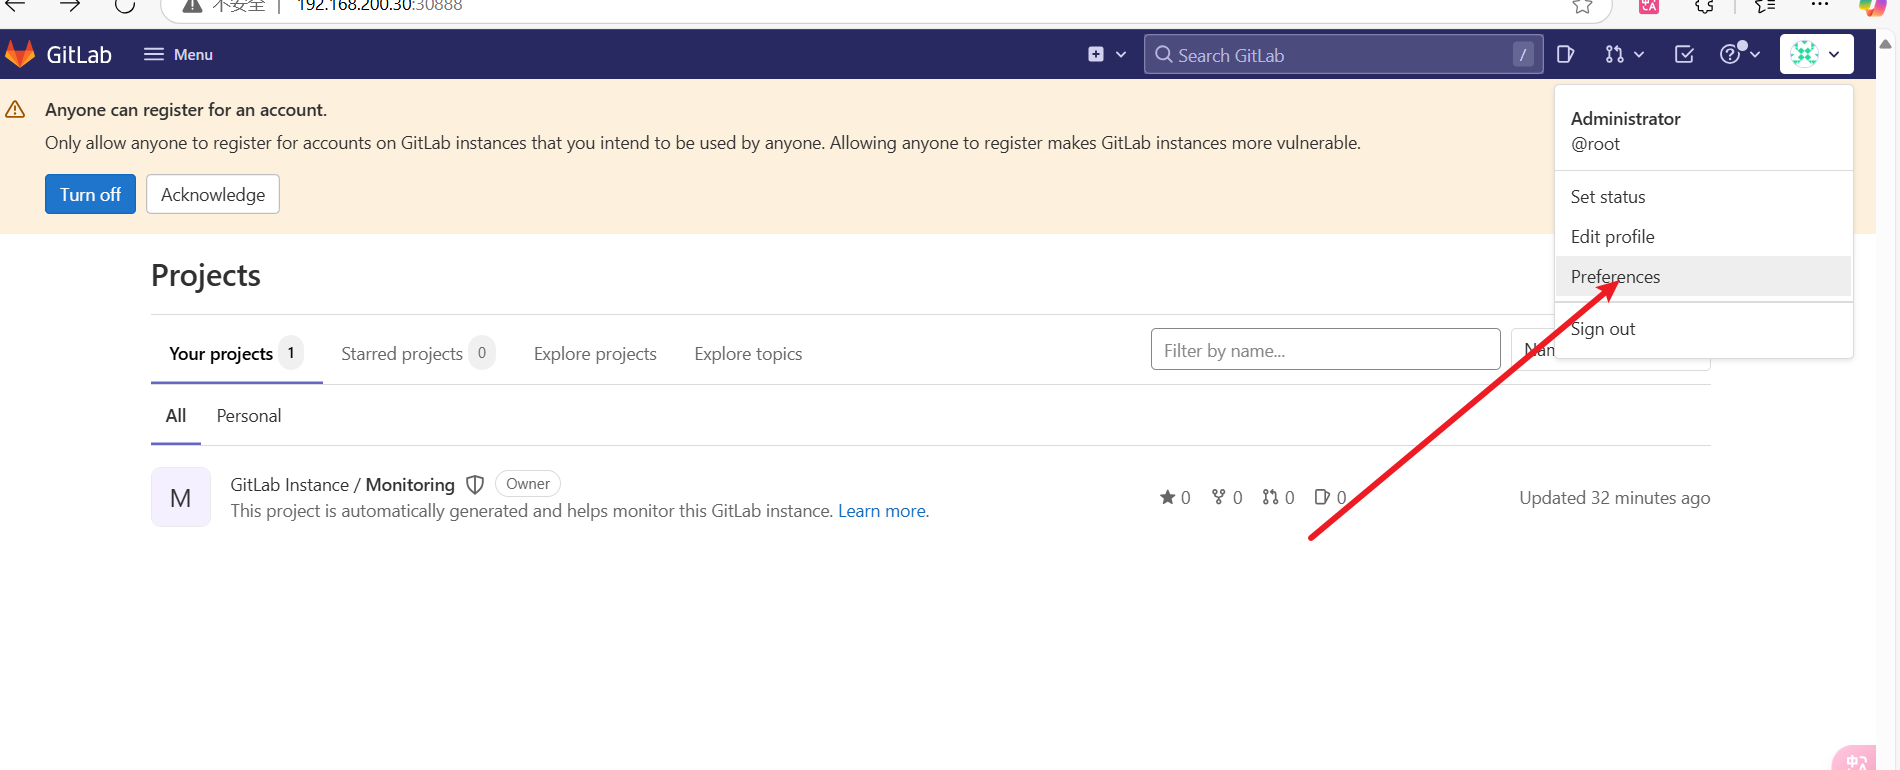 不安全 192.168.200.30:30888
GitLab
Menu
Search GitLab
/
Anyone can register for an account.
Only allow anyone to register for accounts on GitLab instances that you intend to be used by anyone. Allowing anyone to register makes GitLab instances more vulnerable.
Turn off
Acknowledge
Administrator
@root
Set status
Edit profile
Preferences
Sign out
Projects
Your projects 1
Starred projects 0
Explore projects
Explore topics
Filter by name...
Nam
All
Personal
M
GitLab Instance / Monitoring
Owner
This project is automatically generated and helps monitor this GitLab instance. Learn more.
0
0
0
0
Updated 32 minutes ago